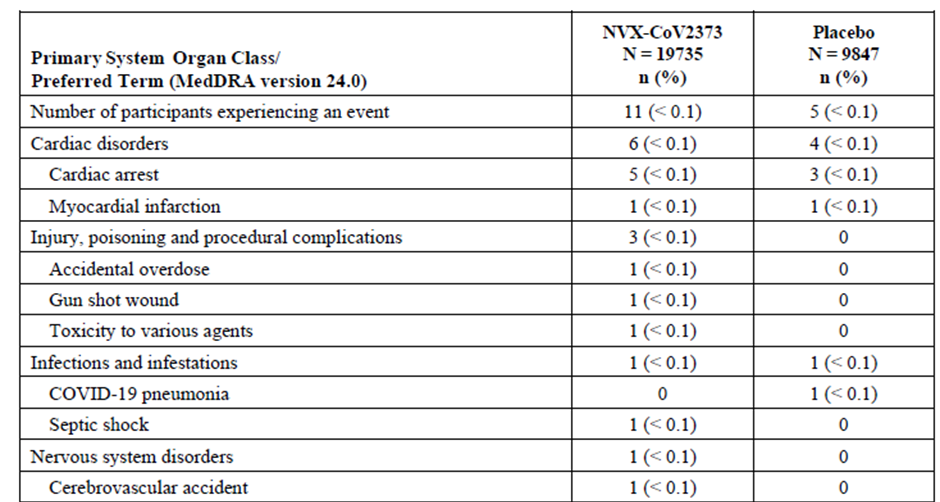 Primary System Organ Class/
Preferred Term (MedDRA version 24.0)
NVX-CoV2373
N = 19735
n (%)
Placebo
N = 9847
n (%)
Number of participants experiencing an event 11 (< 0.1) 5 (< 0.1)
Cardiac disorders 6 (< 0.1) 4 (< 0.1)
Cardiac arrest 5 (< 0.1) 3 (< 0.1)
Myocardial infarction 1 (< 0.1) 1 (< 0.1)
Injury, poisoning and procedural complications 3 (< 0.1) 0
Accidental overdose 1 (< 0.1) 0
Gun shot wound 1 (< 0.1) 0
Toxicity to various agents 1 (< 0.1) 0
Infections and infestations 1 (< 0.1) 1 (< 0.1)
COVID-19 pneumonia 0 1 (< 0.1)
Septic shock 1 (< 0.1) 0
Nervous system disorders 1 (< 0.1) 0
Cerebrovascular accident 1 (< 0.1) 0